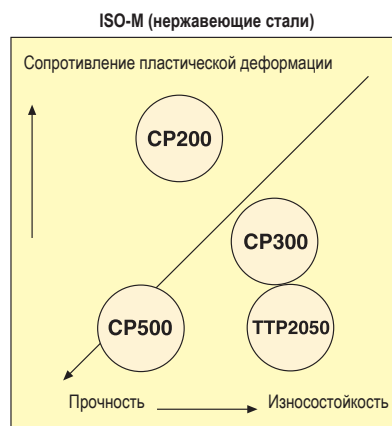 ISO-M (нержавеющие стали)
Сопротивление пластической деформации
CP200
CP300
CP500
TTP2050
Прочность
Износостойкость